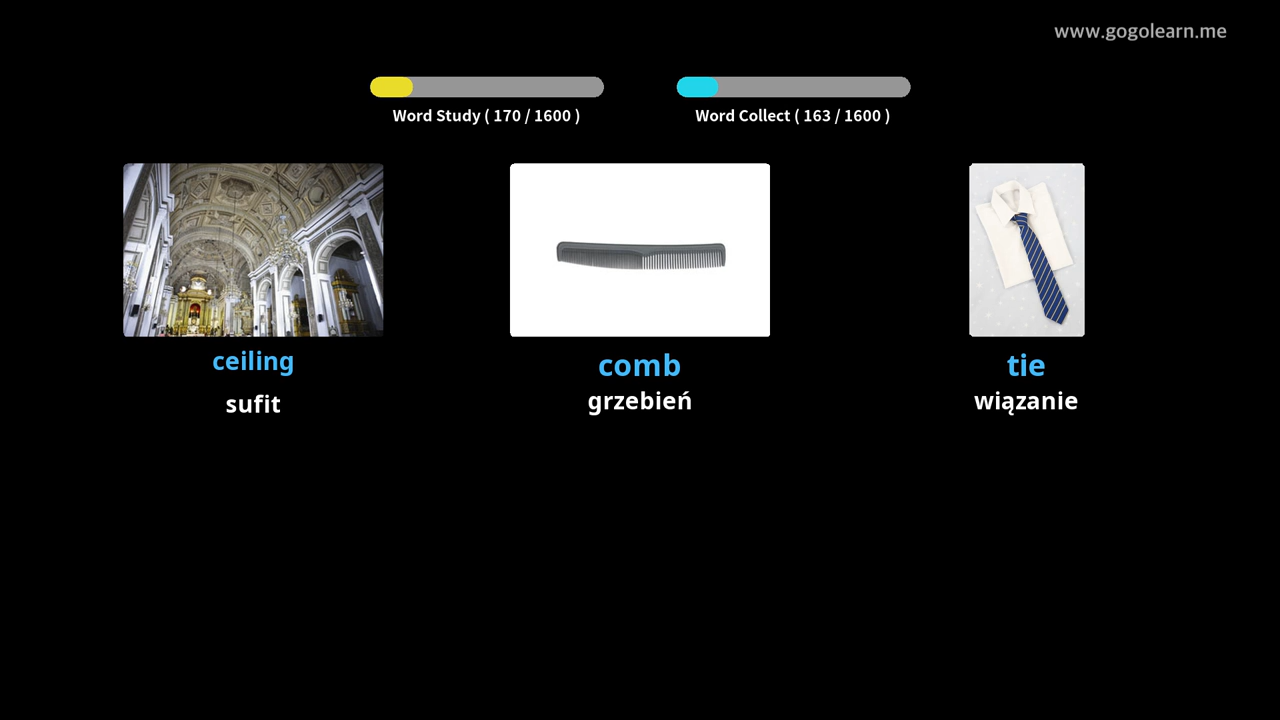 www.gogolearn.me
Word Study ( 170 / 1600 )
Word Collect ( 163 / 1600 )
ceiling
sufit
comb
grzebień
tie
wiązanie